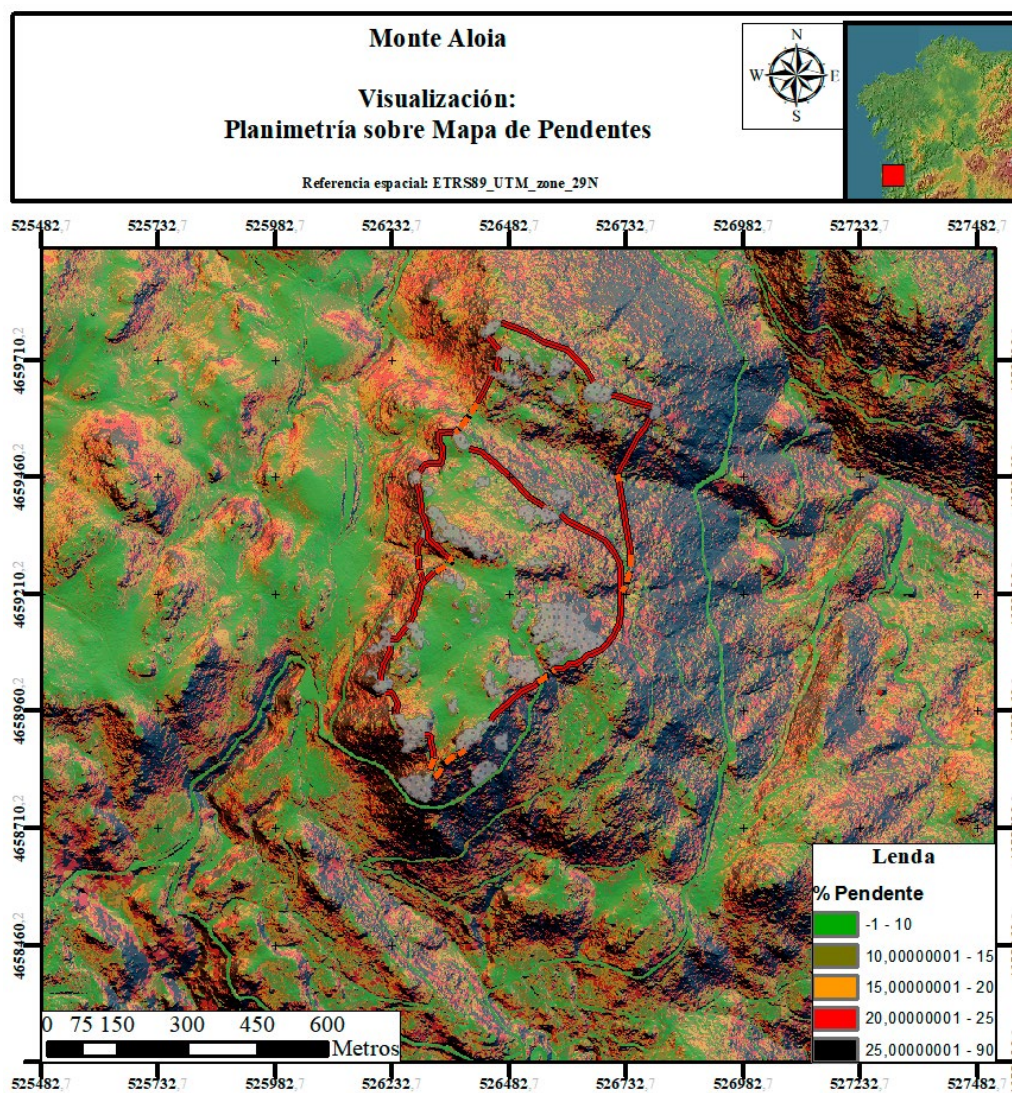 Monte Aloia
Visualización:
Planimetría sobre Mapa de Pendentes
Referencia espacial: ETRS89_UTM_zone_29N
N
W E
S
525482,7 525732,7 525982,7 526232,7 526482,7 526732,7 526982,7 527232,7 527482,7
4659710,2
4659460,2
4659210,2
4658960,2
4658710,2
4658460,2
Lenda
% Pendente
-1 - 10
10,00000001 - 15
15,00000001 - 20
20,00000001 - 25
25,00000001 - 90
0 75 150 300 450 600
Metros
525482,7 525732,7 525982,7 526232,7 526482,7 526732,7 526982,7 527232,7 527482,7